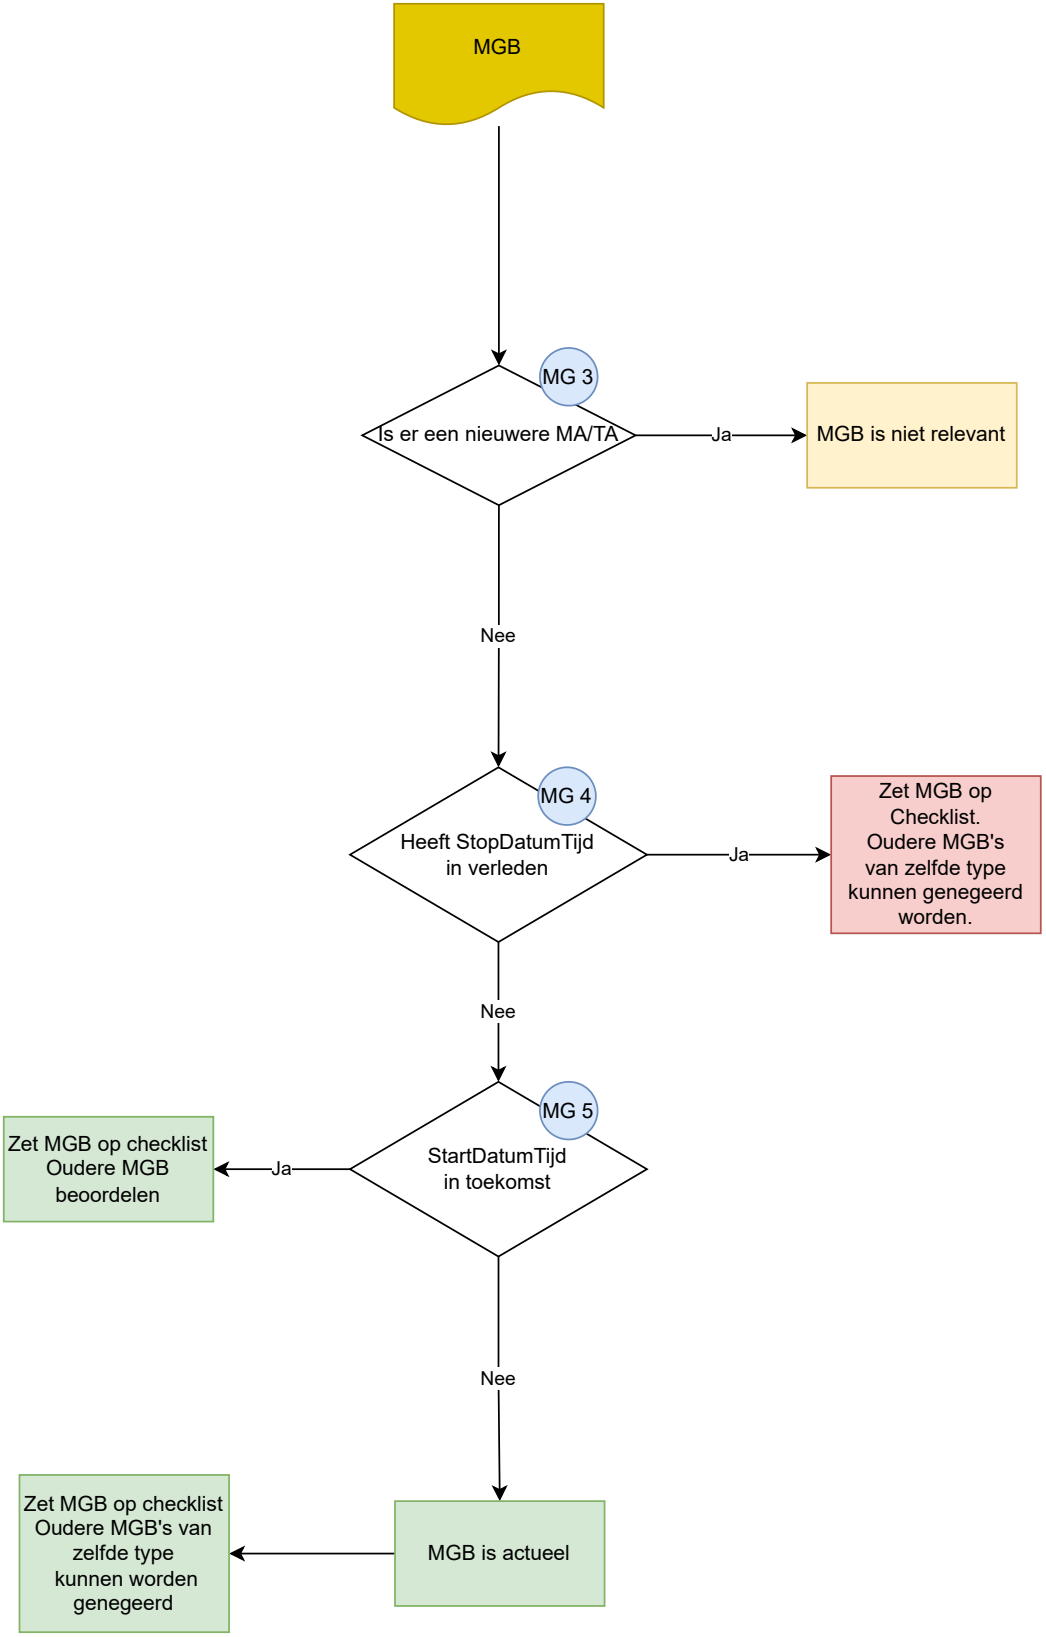 MGB
MG 3
Is er een nieuwere MA/TA
Ja
MGB is niet relevant
Nee
MG 4
Heeft StopDatumTijd
in verleden
Ja
Zet MGB op
Checklist.
Oudere MGB's
van zelfde type
kunnen genegeerd
worden.
Nee
MG 5
StartDatumTijd
in toekomst
Ja
Zet MGB op checklist
Oudere MGB
beoordelen
Nee
MGB is actueel
Zet MGB op checklist
Oudere MGB's van
zelfde type
kunnen worden
genegeerd